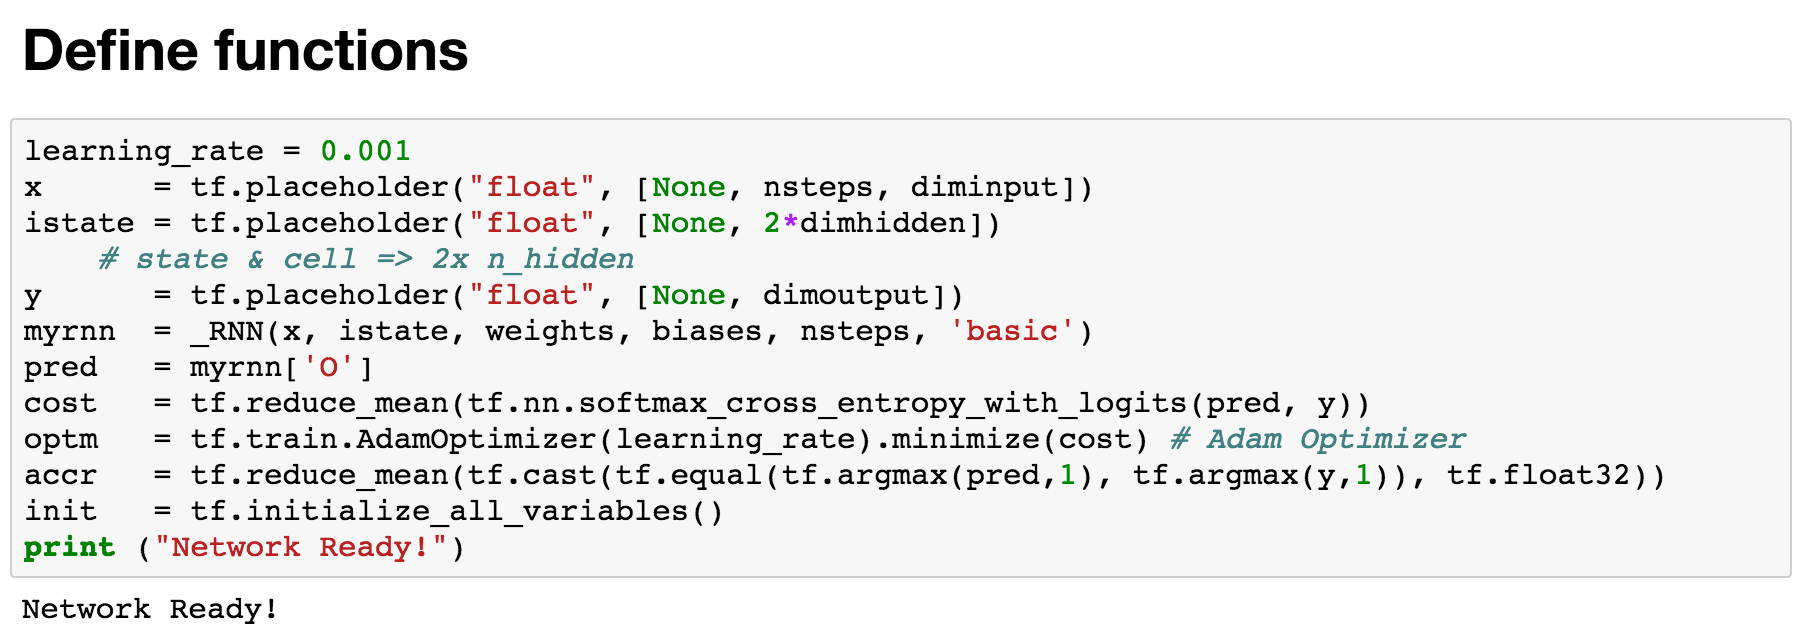 Define functions
learning_rate = 0.001
x      = tf.placeholder("float", [None, nsteps, diminput])
istate = tf.placeholder("float", [None, 2*dimhidden])
    # state & cell => 2x n_hidden
y      = tf.placeholder("float", [None, dimoutput])
myrnn  = _RNN(x, istate, weights, biases, nsteps, 'basic')
pred   = myrnn['O']
cost   = tf.reduce_mean(tf.nn.softmax_cross_entropy_with_logits(pred, y))
optm   = tf.train.AdamOptimizer(learning_rate).minimize(cost) # Adam Optimizer
accr   = tf.reduce_mean(tf.cast(tf.equal(tf.argmax(pred,1), tf.argmax(y,1)), tf.float32))
init   = tf.initialize_all_variables()
print ("Network Ready!")
Network Ready!